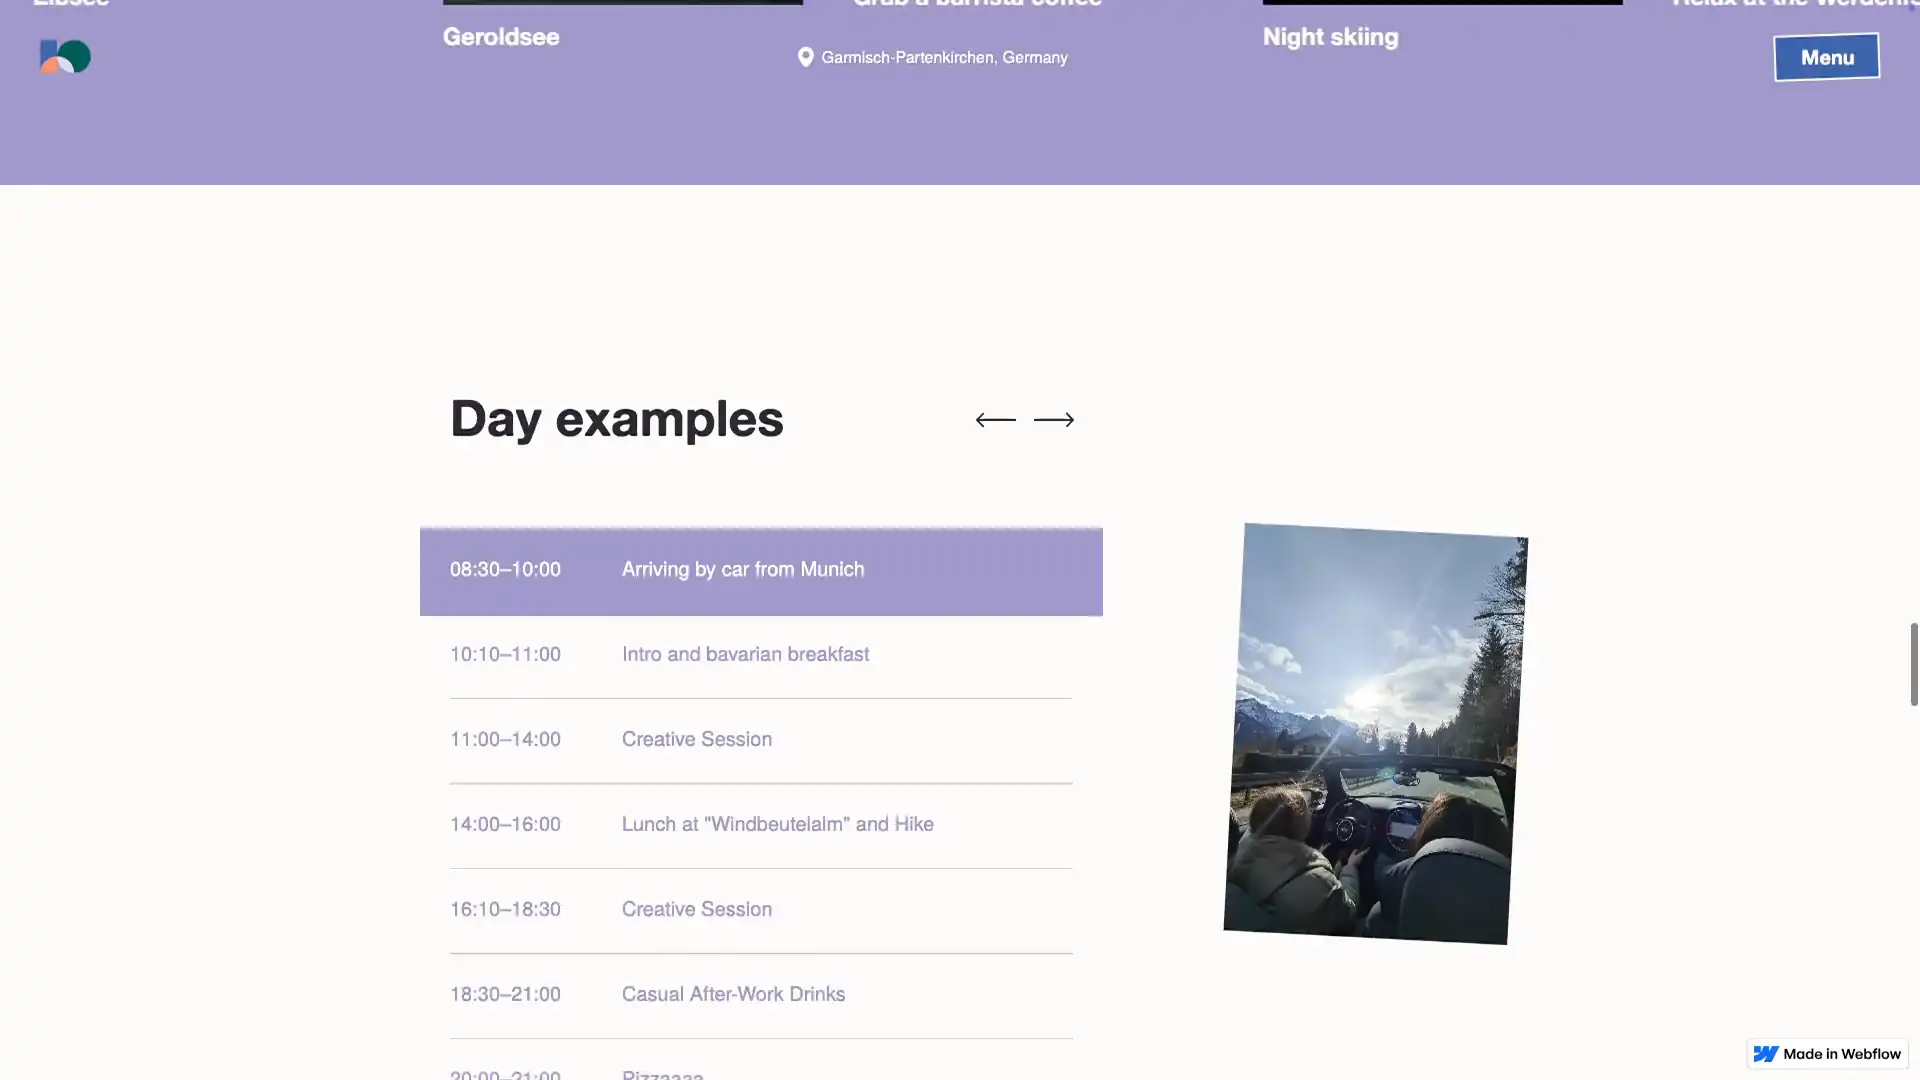 Eibsee
Grab a barrista coffee
Relax at the Werdenfels
Geroldsee
Night skiing
Garmisch-Partenkirchen, Germany
Menu
Day examples
08:30–10:00 Arriving by car from Munich
10:10–11:00 Intro and bavarian breakfast
11:00–14:00 Creative Session
14:00–16:00 Lunch at "Windbeutelalm" and Hike
16:10–18:30 Creative Session
18:30–21:00 Casual After-Work Drinks
20:00–21:00 Pizzaaaa
Made in Webflow